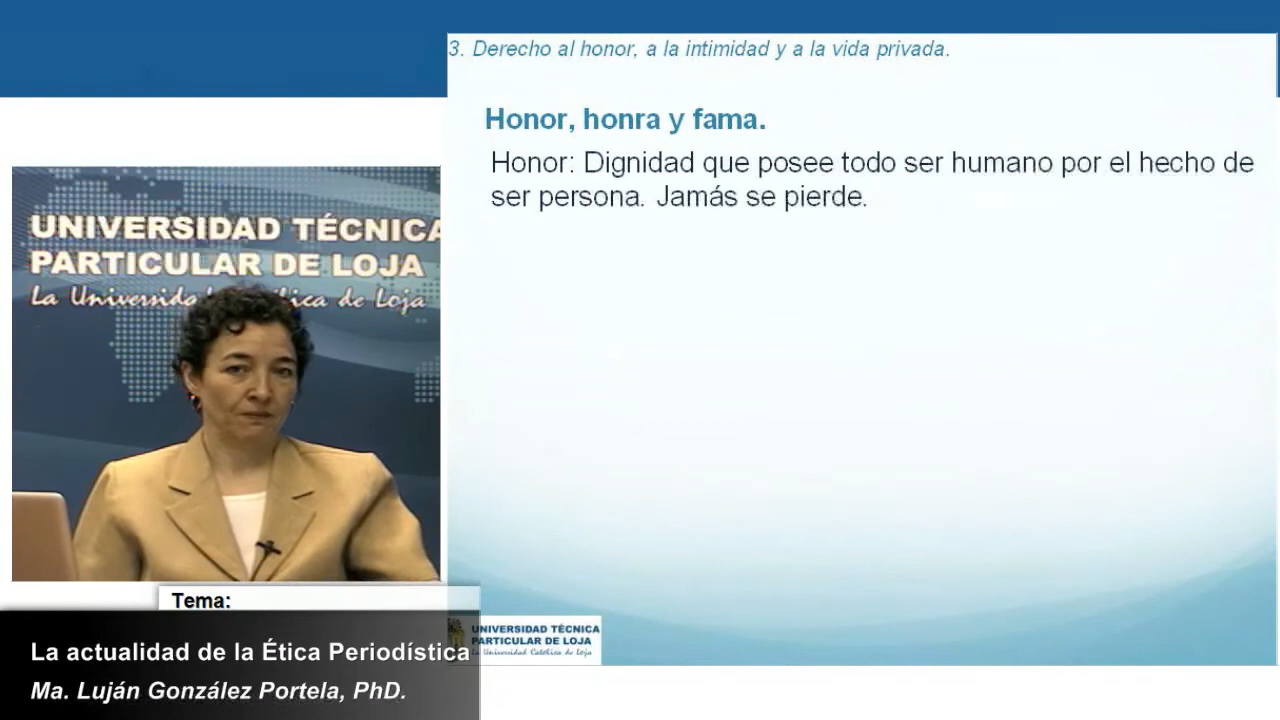 3. Derecho al honor, a la intimidad y a la vida privada.
Honor, honra y fama.
Honor: Dignidad que posee todo ser humano por el hecho de
ser persona. Jamás se pierde.
UNIVERSIDAD TÉCNICA
PARTICULAR DE LOJA
La de Loja
Tema:
La actualidad de la Ética Periodística
Ma. Luján González Portela, PhD.
UNIVERSIDAD TÉCNICA
PARTICULAR DE LOJA
La Universidad Católica de Loja